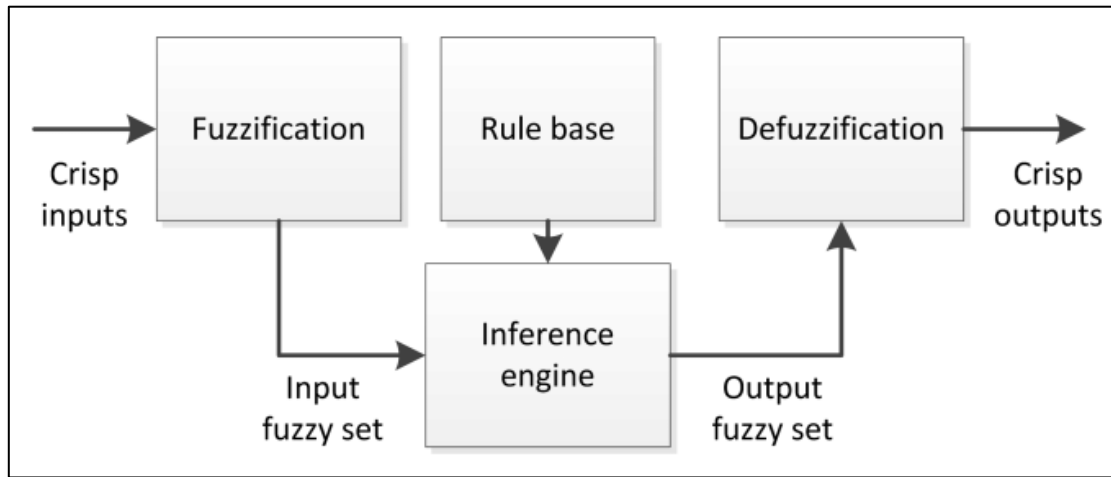 Fuzzification
Rule base
Defuzzification
Crisp
inputs
Crisp
outputs
Inference
engine
Input
fuzzy set
Output
fuzzy set